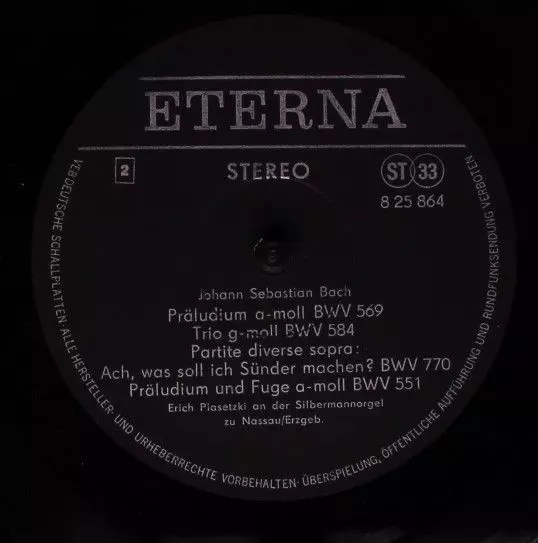 ETERNA
2
STEREO
ST 33
8 25 864
Johann Sebastian Bach
Präludium a-moll BWV 569
Trio g-moll BWV 584
Partite diverse sopra:
Ach, was soll ich Sünder machen? BWV 770
Präludium und Fuge a-moll BWV 551
Erich Piasetzki an der Silbermannorgel
zu Nassau/Erzgeb.
VEB DEUTSCHE SCHALLPLATTEN ALLE HERSTELLER- UND URHEBERRECHTE VORBEHALTEN · ÜBERSPIELUNG, ÖFFENTLICHE AUFFÜHRUNG UND RUNDFUNKSENDUNG VERBOTEN